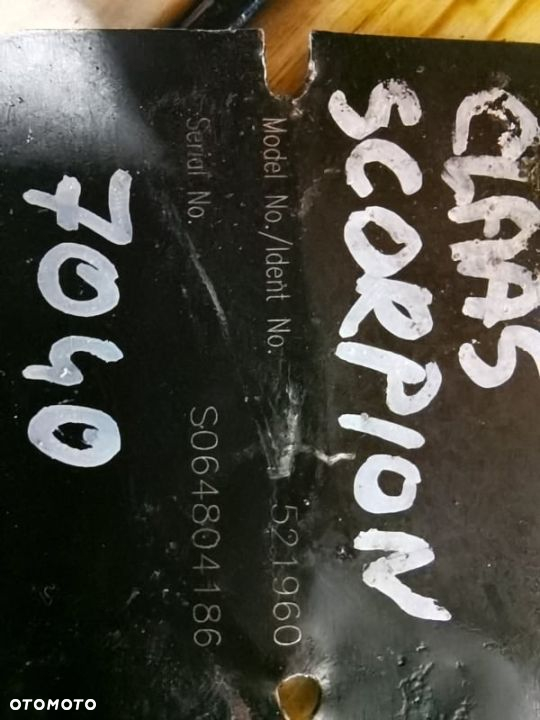 CLAAS
SCORPION
Model No./Ident No. 521960
Serial No. S064804186
7040
OTOMOTO